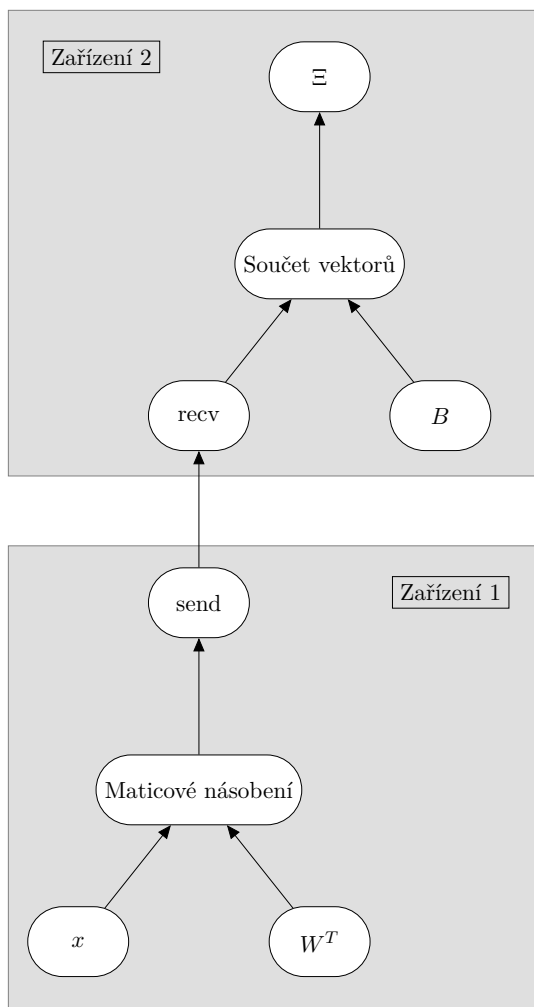 Zařízení 2
Ξ
Součet vektorů
recv
B
Zařízení 1
send
Maticové násobení
x
W^T